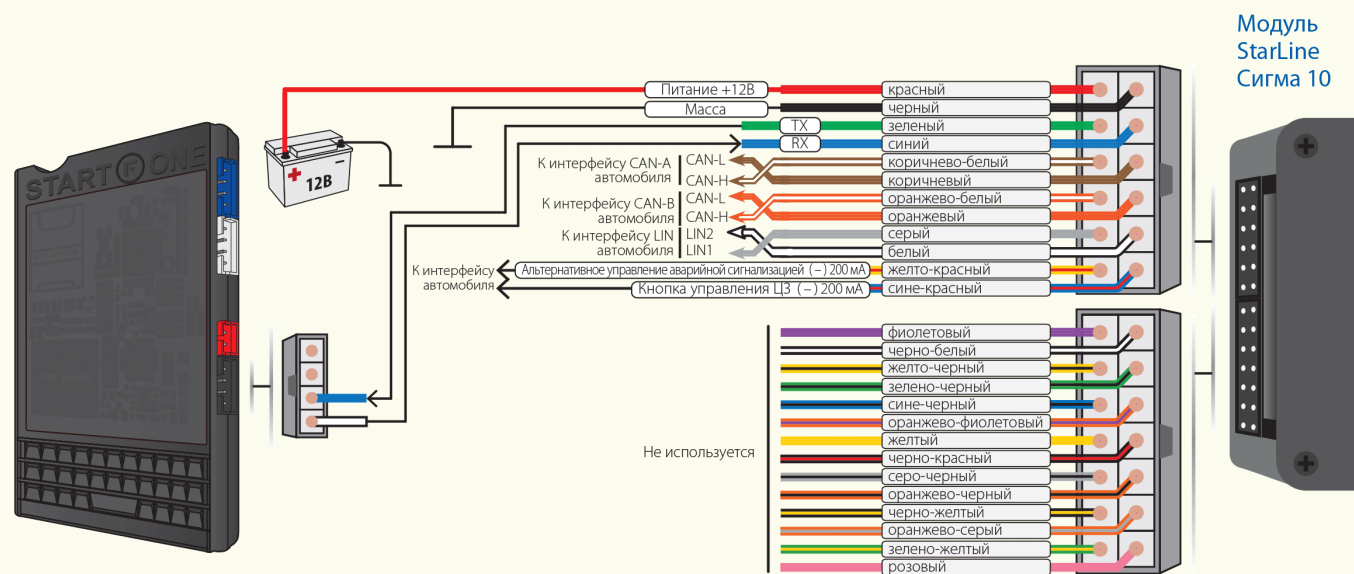 Модуль
StarLine
Сигма 10
START F ONE
12В
Питание +12В
красный
Масса
черный
TX
зеленый
RX
синий
К интерфейсу CAN-A
автомобиля
CAN-L
коричнево-белый
CAN-H
коричневый
К интерфейсу CAN-B
автомобиля
CAN-L
оранжево-белый
CAN-H
оранжевый
К интерфейсу LIN
автомобиля
LIN2
серый
LIN1
белый
К интерфейсу
автомобиля
Альтернативное управление аварийной сигнализацией (–) 200 мА
желто-красный
Кнопка управления ЦЗ (–) 200 мА
сине-красный
Не используется
фиолетовый
черно-белый
желто-черный
зелено-черный
сине-черный
оранжево-фиолетовый
желтый
черно-красный
серо-черный
оранжево-черный
черно-желтый
оранжево-серый
зелено-желтый
розовый